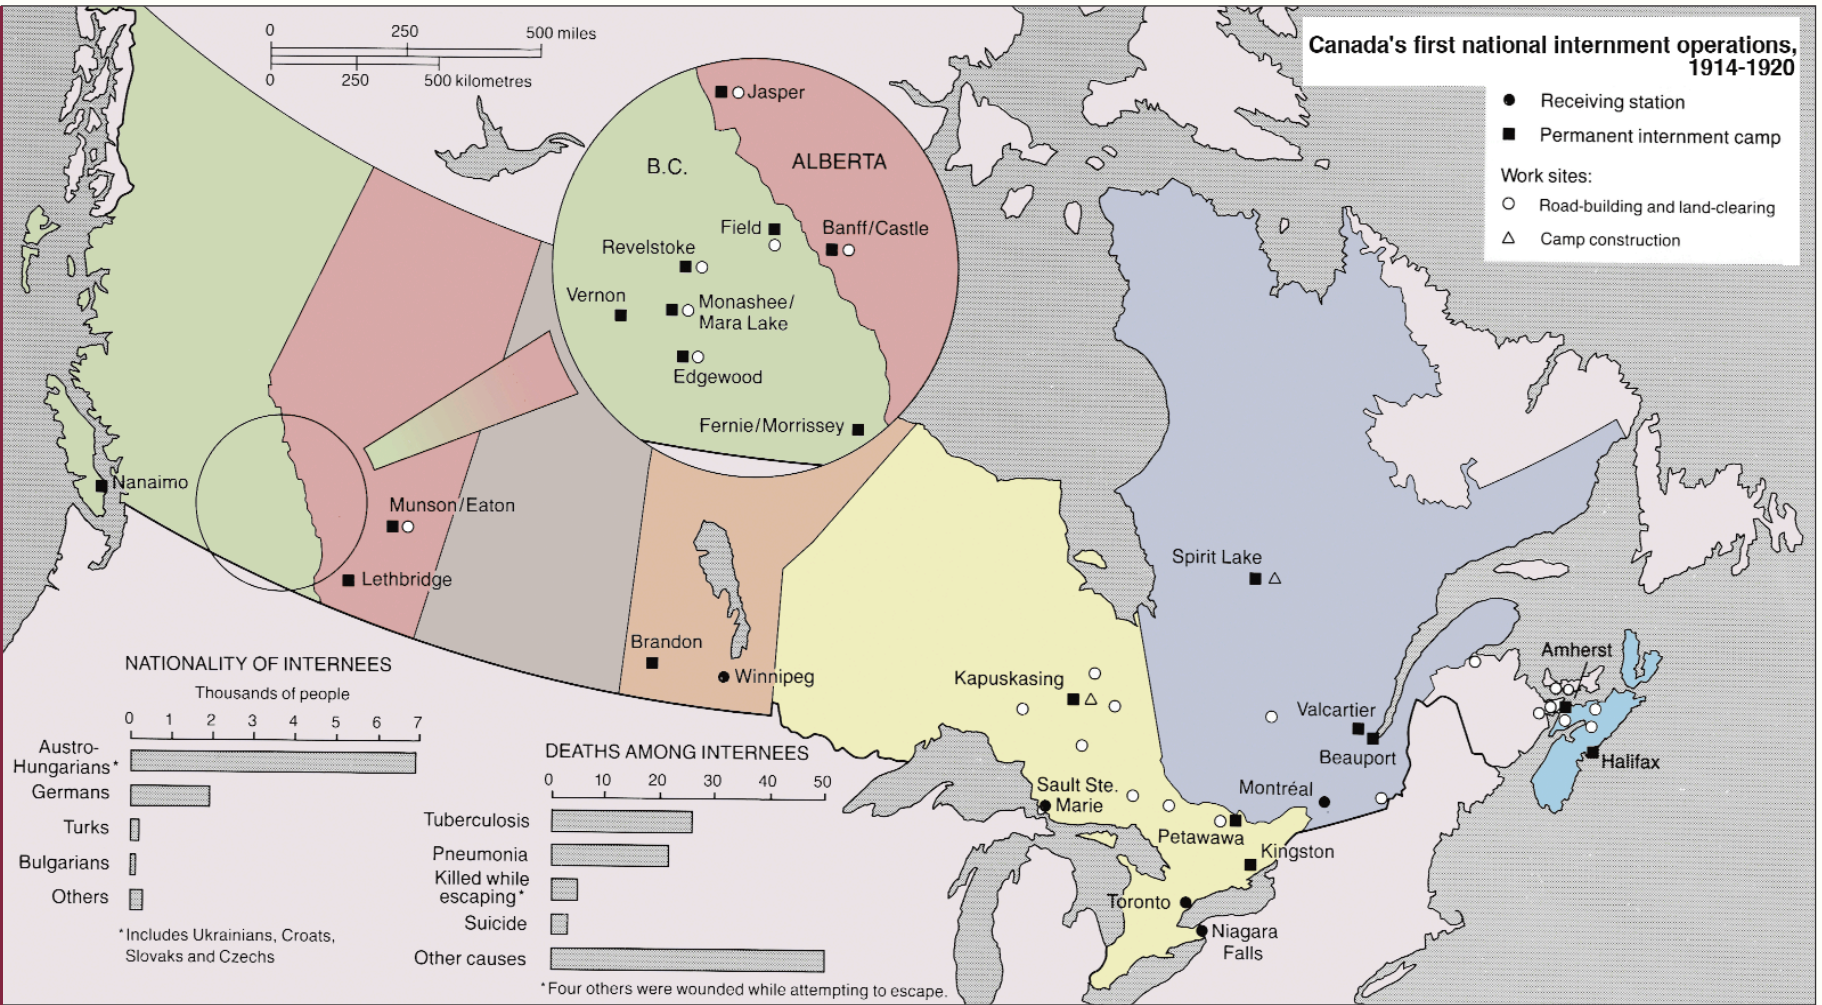 Canada's first national internment operations,
1914-1920
Receiving station
Permanent internment camp
Work sites:
Road-building and land-clearing
Camp construction
0 250 500 miles
0 250 500 kilometres
Jasper
B.C.
ALBERTA
Field
Banff/Castle
Revelstoke
Vernon
Monashee/
Mara Lake
Edgewood
Fernie/Morrissey
Nanaimo
Munson/Eaton
Lethbridge
Brandon
Winnipeg
Spirit Lake
Kapuskasing
Valcartier
Beauport
Amherst
Halifax
Montréal
Sault Ste.
Marie
Petawawa
Kingston
Toronto
Niagara
Falls
NATIONALITY OF INTERNEES
Thousands of people
0 1 2 3 4 5 6 7
Austro-
Hungarians*
Germans
Turks
Bulgarians
Others
*Includes Ukrainians, Croats,
Slovaks and Czechs
DEATHS AMONG INTERNEES
0 10 20 30 40 50
Tuberculosis
Pneumonia
Killed while
escaping*
Suicide
Other causes
*Four others were wounded while attempting to escape.